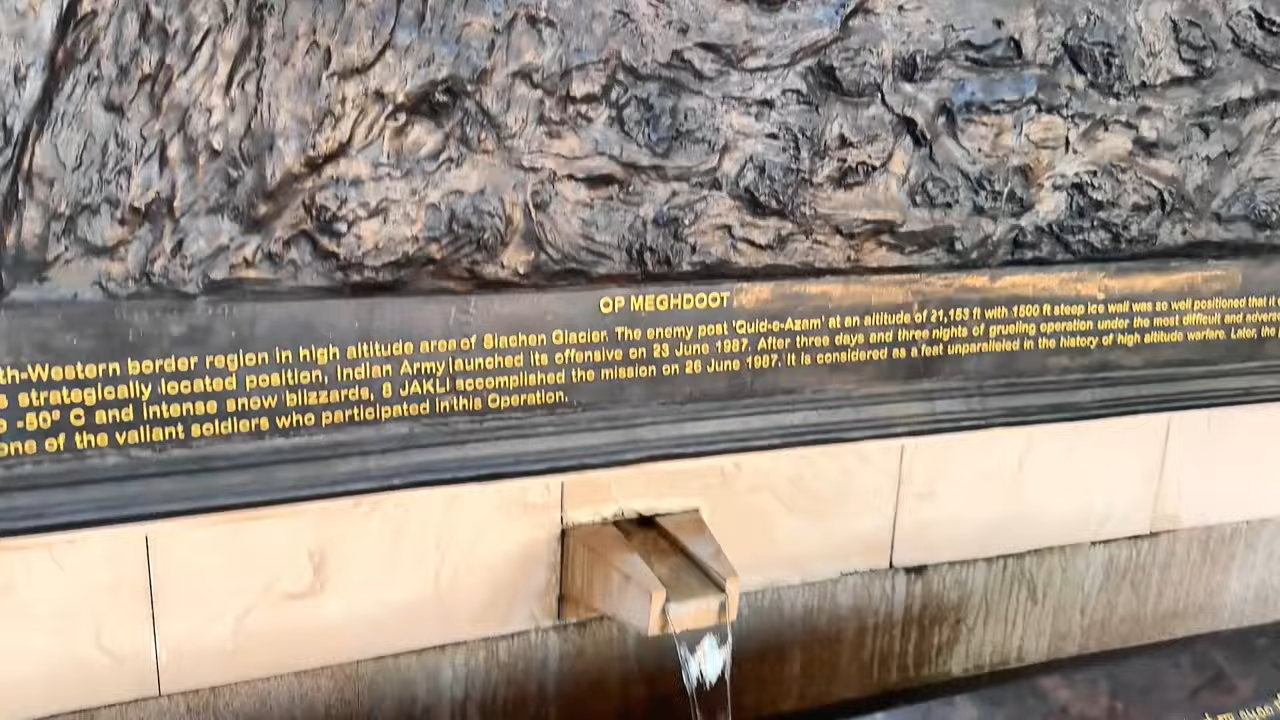 OP MEGHDOOT
th-Western border region in high altitude area of Siachen Glacier. The enemy post 'Quid-e-Azam' at an altitude of 21,153 ft with 1500 ft steep ice wall was so well positioned that it
s strategically located position, Indian Army launched its offensive on 23 June 1987. After three days and three nights of grueling operation under the most difficult and adverse
-50° C and intense snow blizzards, 8 JAKLI accomplished the mission on 26 June 1987. It is considered as a feat unparalleled in the history of high altitude warfare. Later, the
one of the valiant soldiers who participated in this Operation.